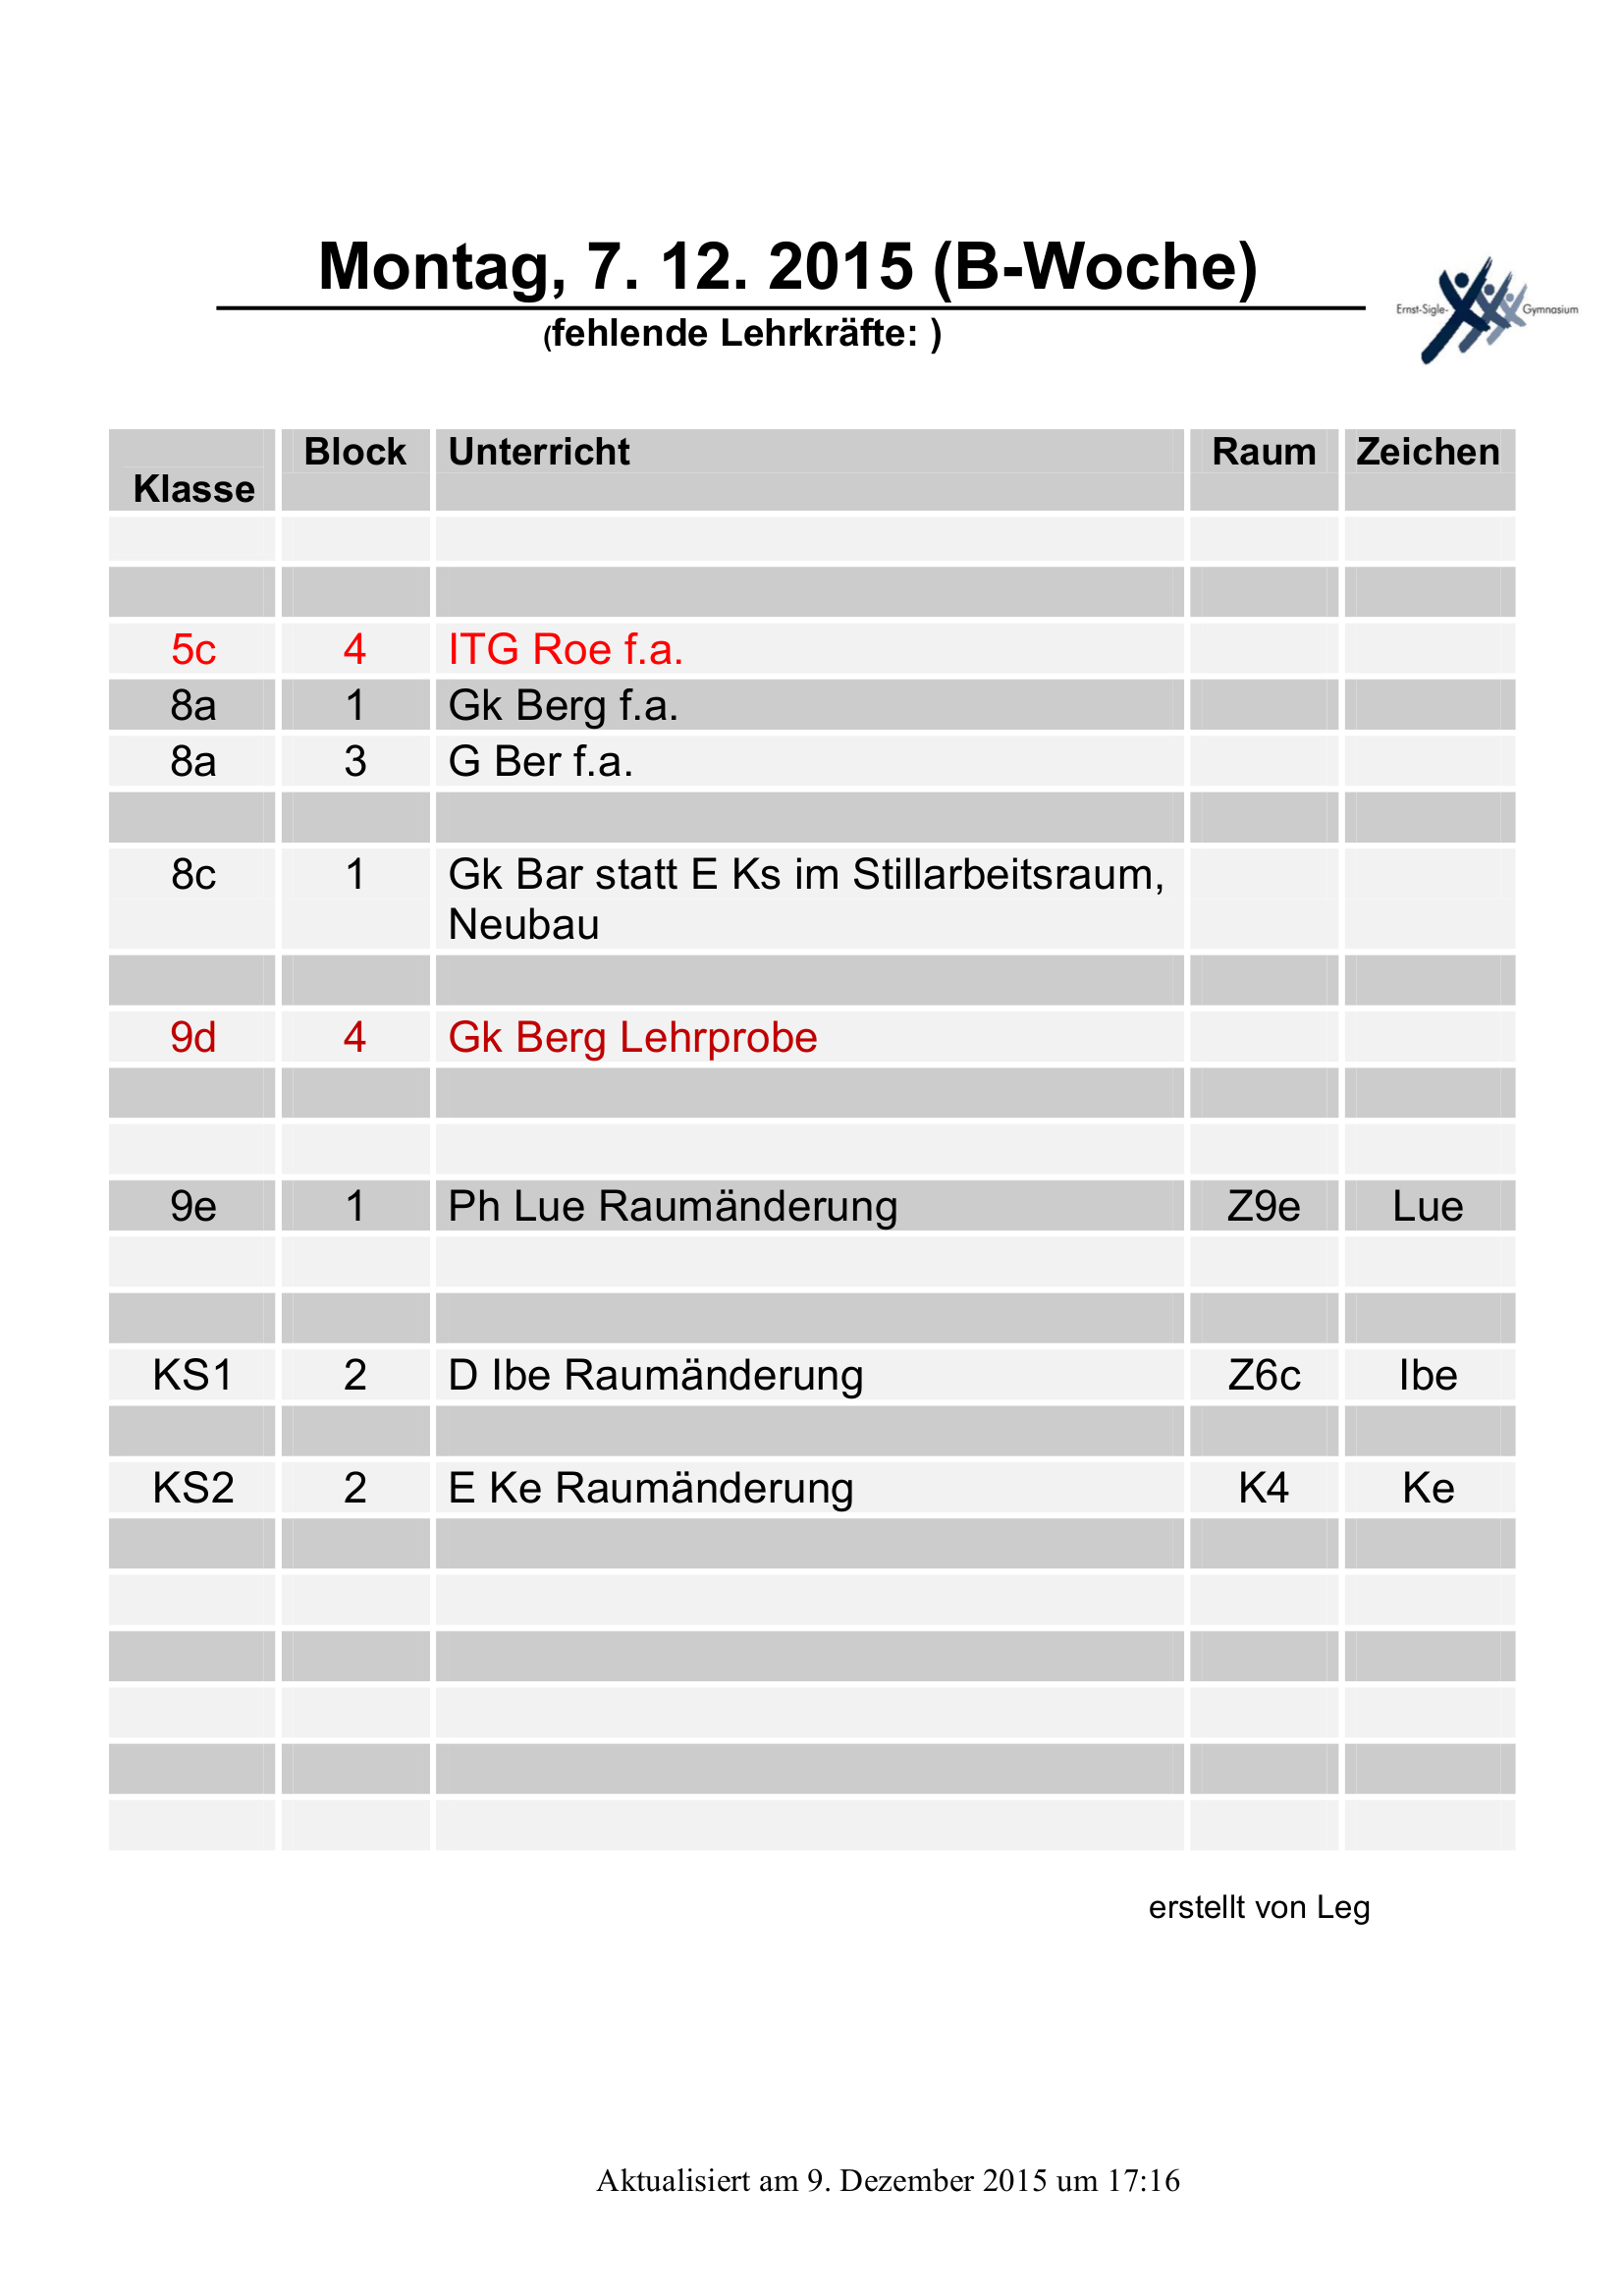 Montag, 7. 12. 2015 (B-Woche)
(fehlende Lehrkräfte: )
Ernst-Sigle- Gymnasium
Klasse Block Unterricht Raum Zeichen
5c 4 ITG Roe f.a.
8a 1 Gk Berg f.a.
8a 3 G Ber f.a.
8c 1 Gk Bar statt E Ks im Stillarbeitsraum,
Neubau
9d 4 Gk Berg Lehrprobe
9e 1 Ph Lue Raumänderung Z9e Lue
KS1 2 D Ibe Raumänderung Z6c Ibe
KS2 2 E Ke Raumänderung K4 Ke
erstellt von Leg
Aktualisiert am 9. Dezember 2015 um 17:16